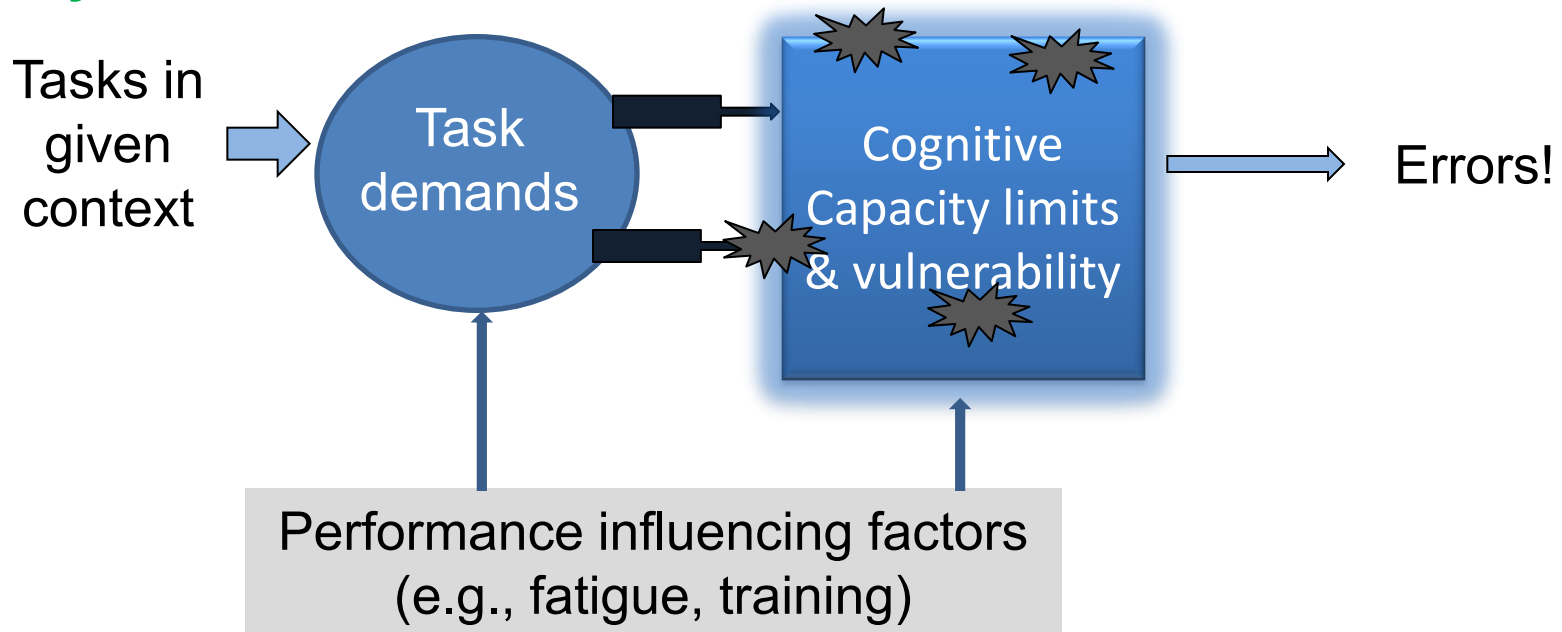 Tasks in
given
context
Task
demands
Cognitive
Capacity limits
& vulnerability
Errors!
Performance influencing factors
(e.g., fatigue, training)